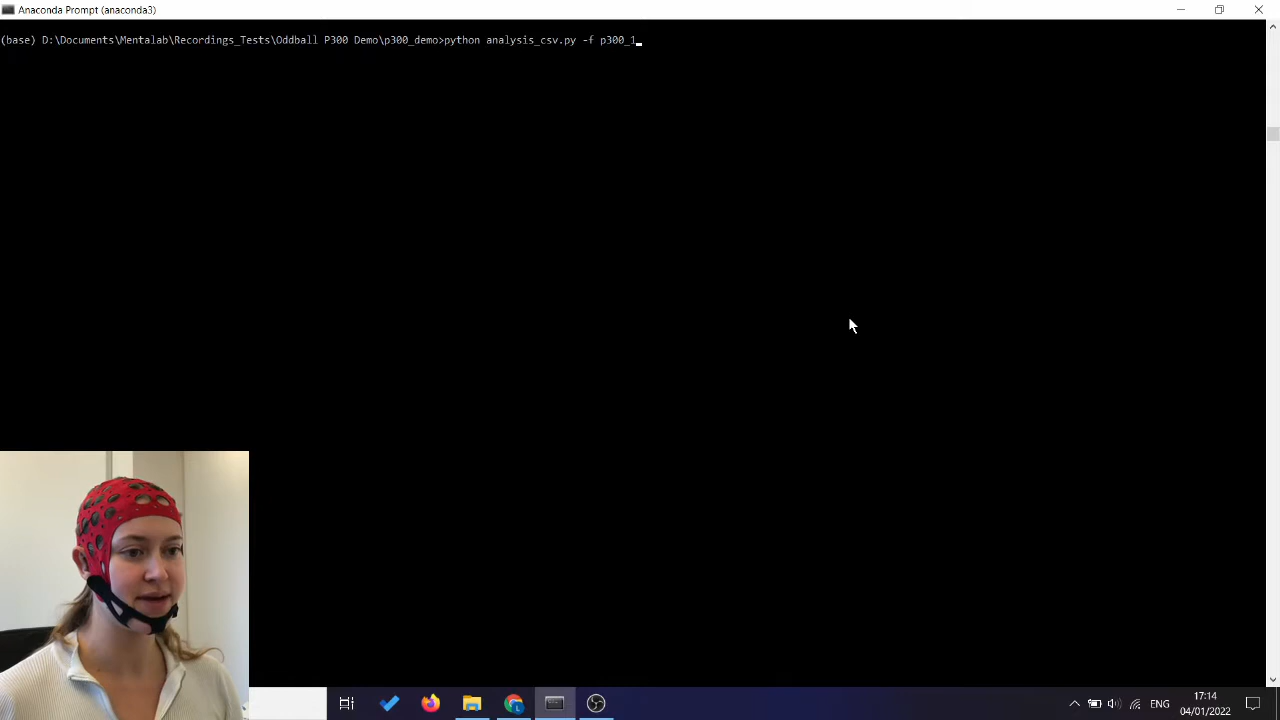 Anaconda Prompt (anaconda3)
(base) D:\Documents\Mentalab\Recordings_Tests\Oddball P300 Demo\p300_demo>python analysis_csv.py -f p300_1
ENG
17:14
04/01/2022